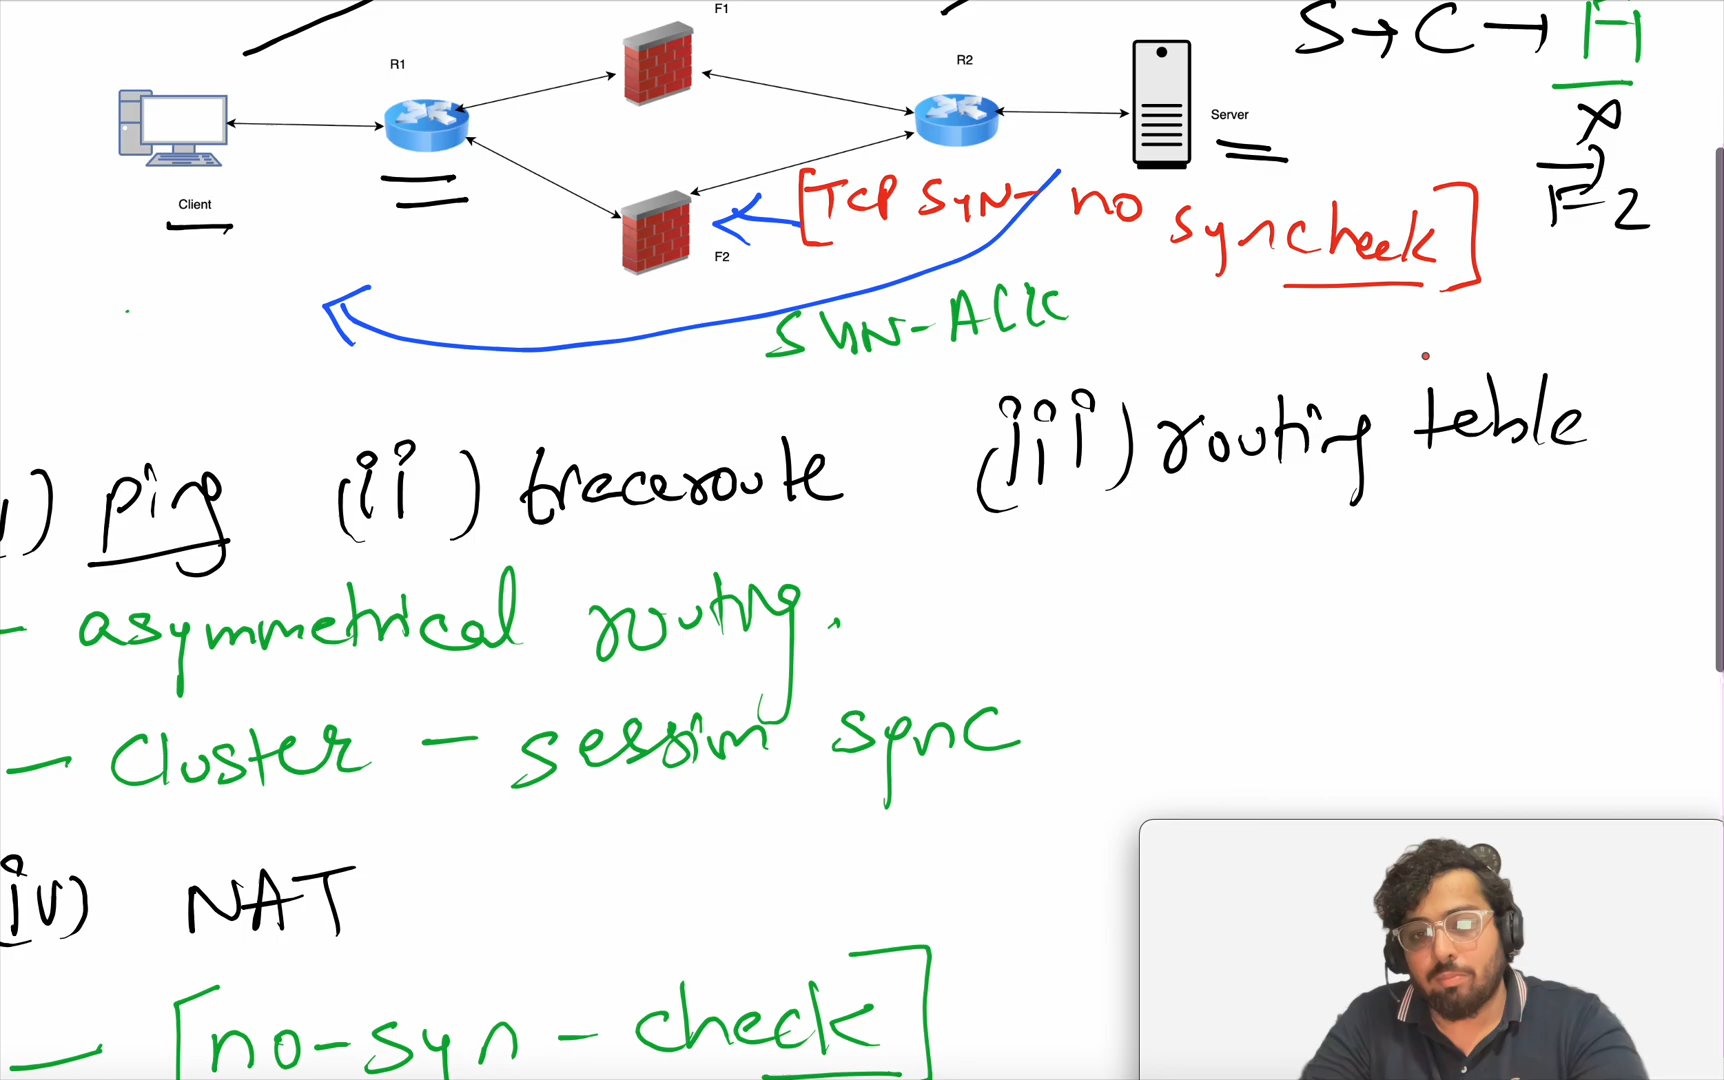 F1
S → C → F1
R1
R2
Server
x
F2
Client
[TCP SYN - no
syncheck]
F2
SYN-ACK
) ping (ii) traceroute (iii) routing teble
- asymmetrical routing.
- Cluster - session sync
(iv) NAT
- [no-syn-check]